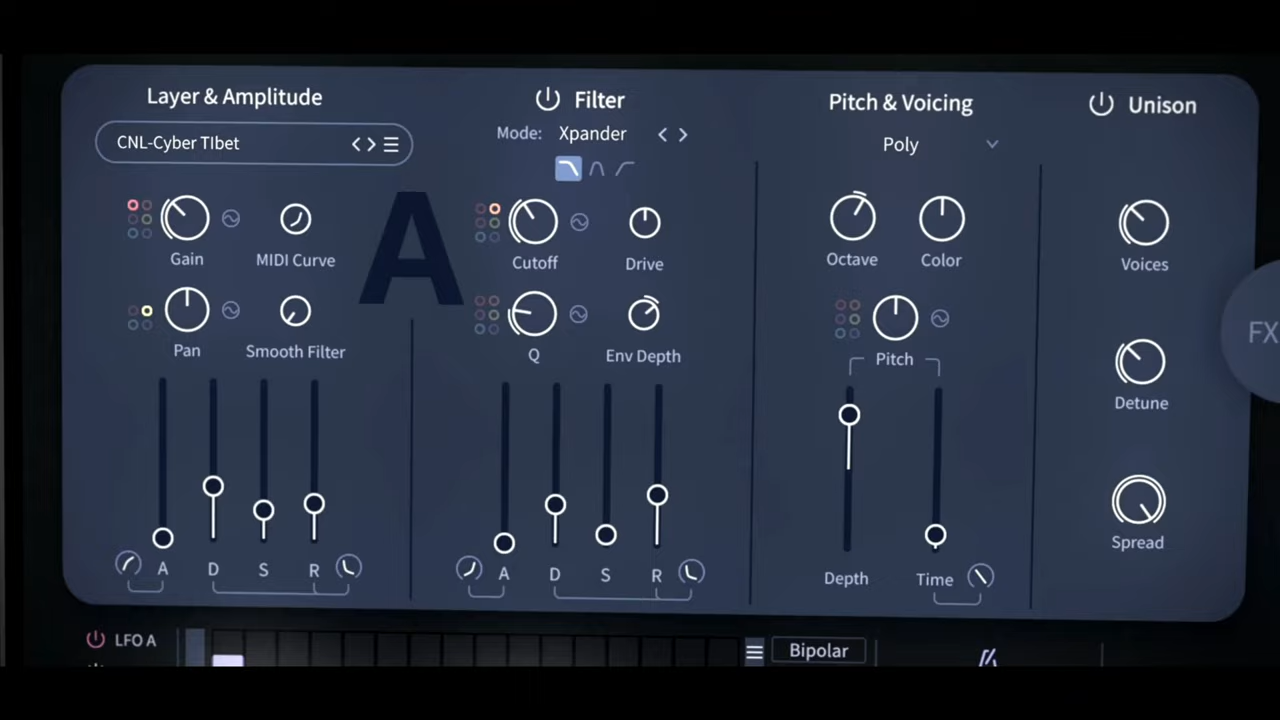 Layer & Amplitude
CNL-Cyber TIbet
Gain
MIDI Curve
Pan
Smooth Filter
A D S R
A
Filter
Mode: Xpander
Cutoff
Drive
Q
Env Depth
A D S R
Pitch & Voicing
Poly
Octave
Color
Pitch
Depth
Time
Unison
Voices
Detune
Spread
FX
LFO A
Bipolar